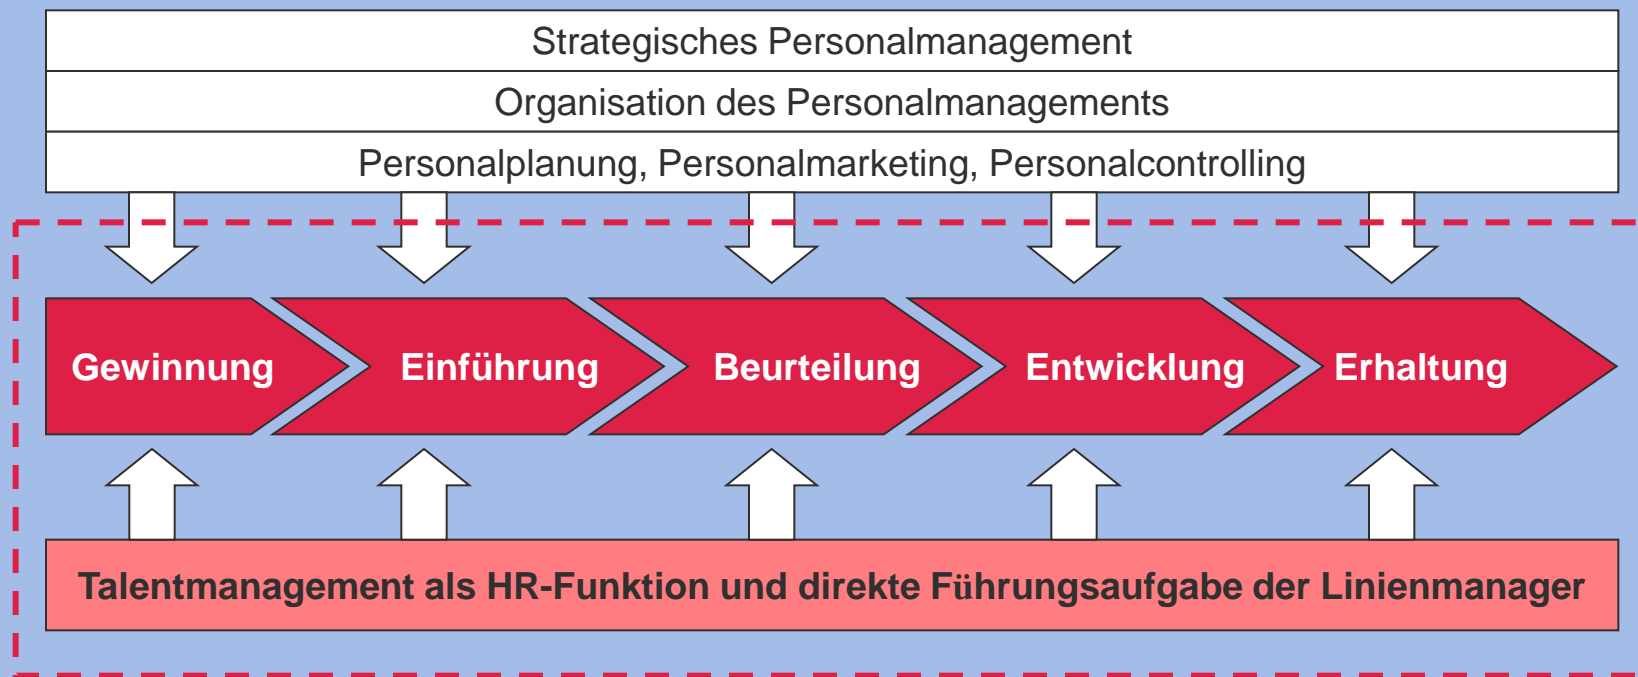 Strategisches Personalmanagement
Organisation des Personalmanagements
Personalplanung, Personalmarketing, Personalcontrolling
Gewinnung
Einführung
Beurteilung
Entwicklung
Erhaltung
Talentmanagement als HR-Funktion und direkte Führungsaufgabe der Linienmanager